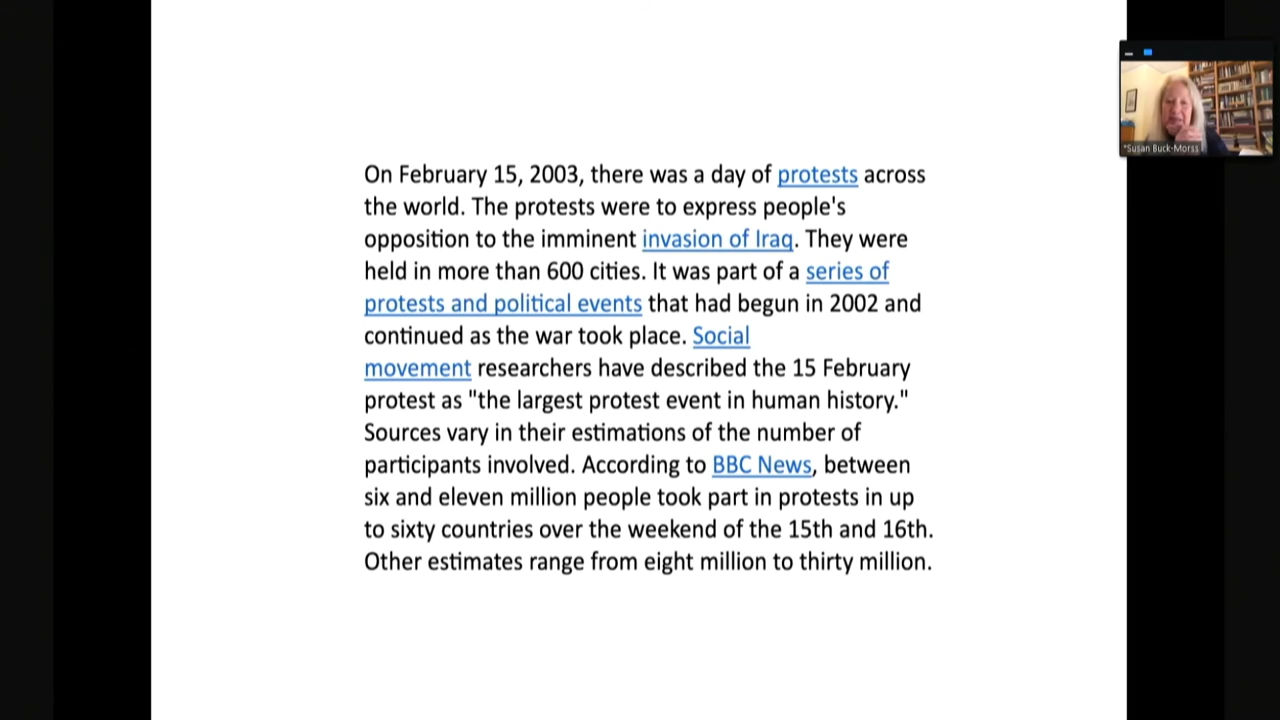 On February 15, 2003, there was a day of protests across
the world. The protests were to express people's
opposition to the imminent invasion of Iraq. They were
held in more than 600 cities. It was part of a series of
protests and political events that had begun in 2002 and
continued as the war took place. Social
movement researchers have described the 15 February
protest as "the largest protest event in human history."
Sources vary in their estimations of the number of
participants involved. According to BBC News, between
six and eleven million people took part in protests in up
to sixty countries over the weekend of the 15th and 16th.
Other estimates range from eight million to thirty million.
*Susan Buck-Morss